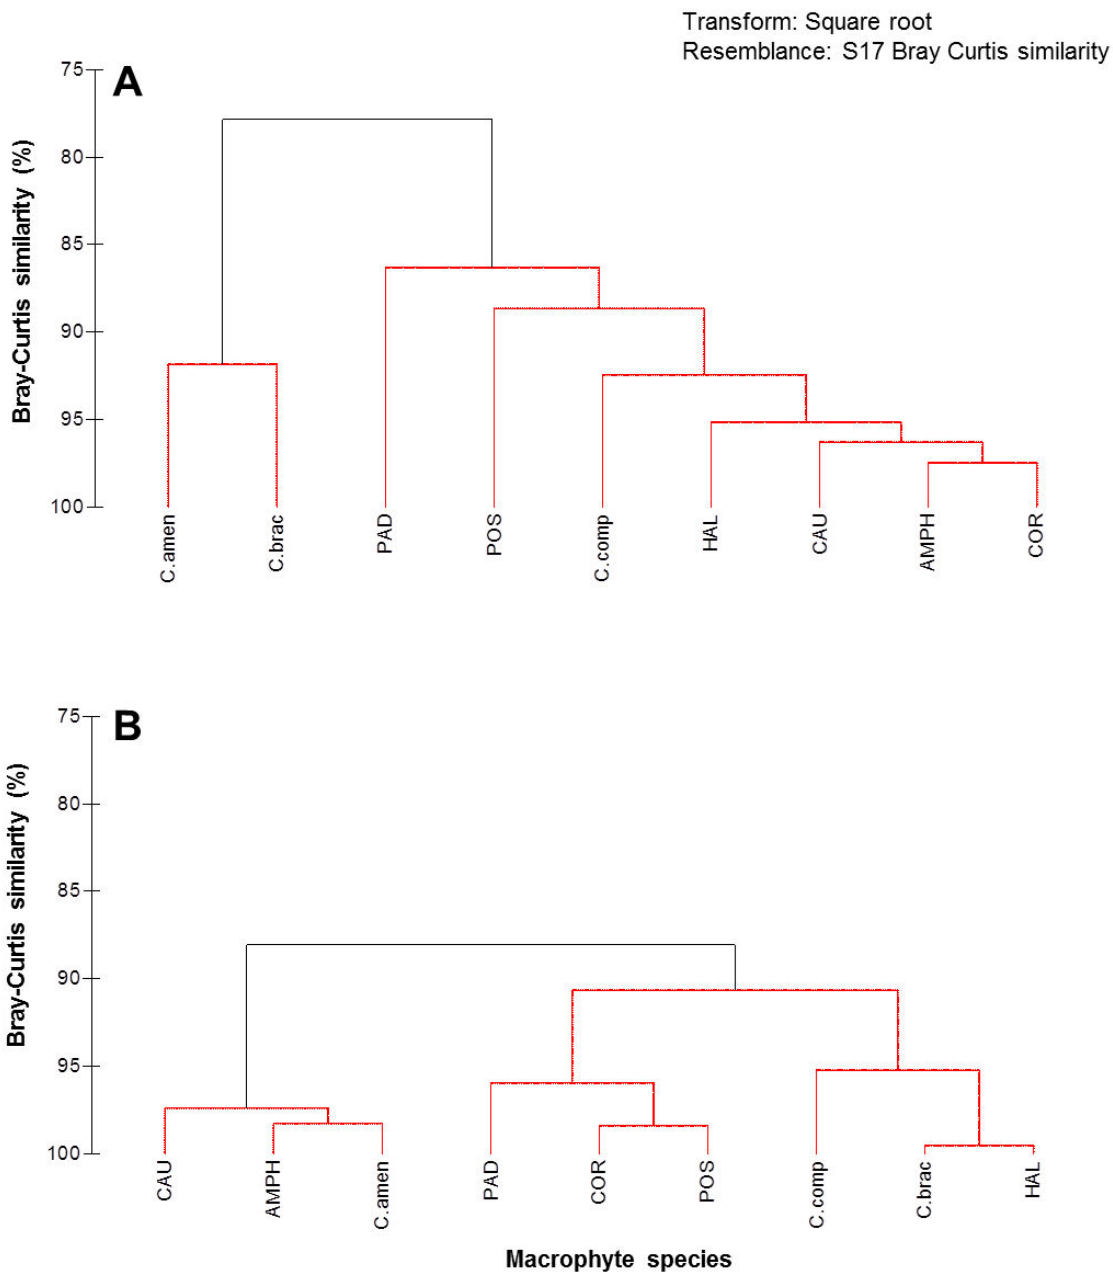 Transform: Square root
Resemblance: S17 Bray Curtis similarity
A
Bray-Curtis similarity (%)
75
80
85
90
95
100
C.amen
C.brac
PAD
POS
C.comp
HAL
CAU
AMPH
COR
B
Bray-Curtis similarity (%)
75
80
85
90
95
100
CAU
AMPH
C.amen
PAD
COR
POS
C.comp
C.brac
HAL
Macrophyte species